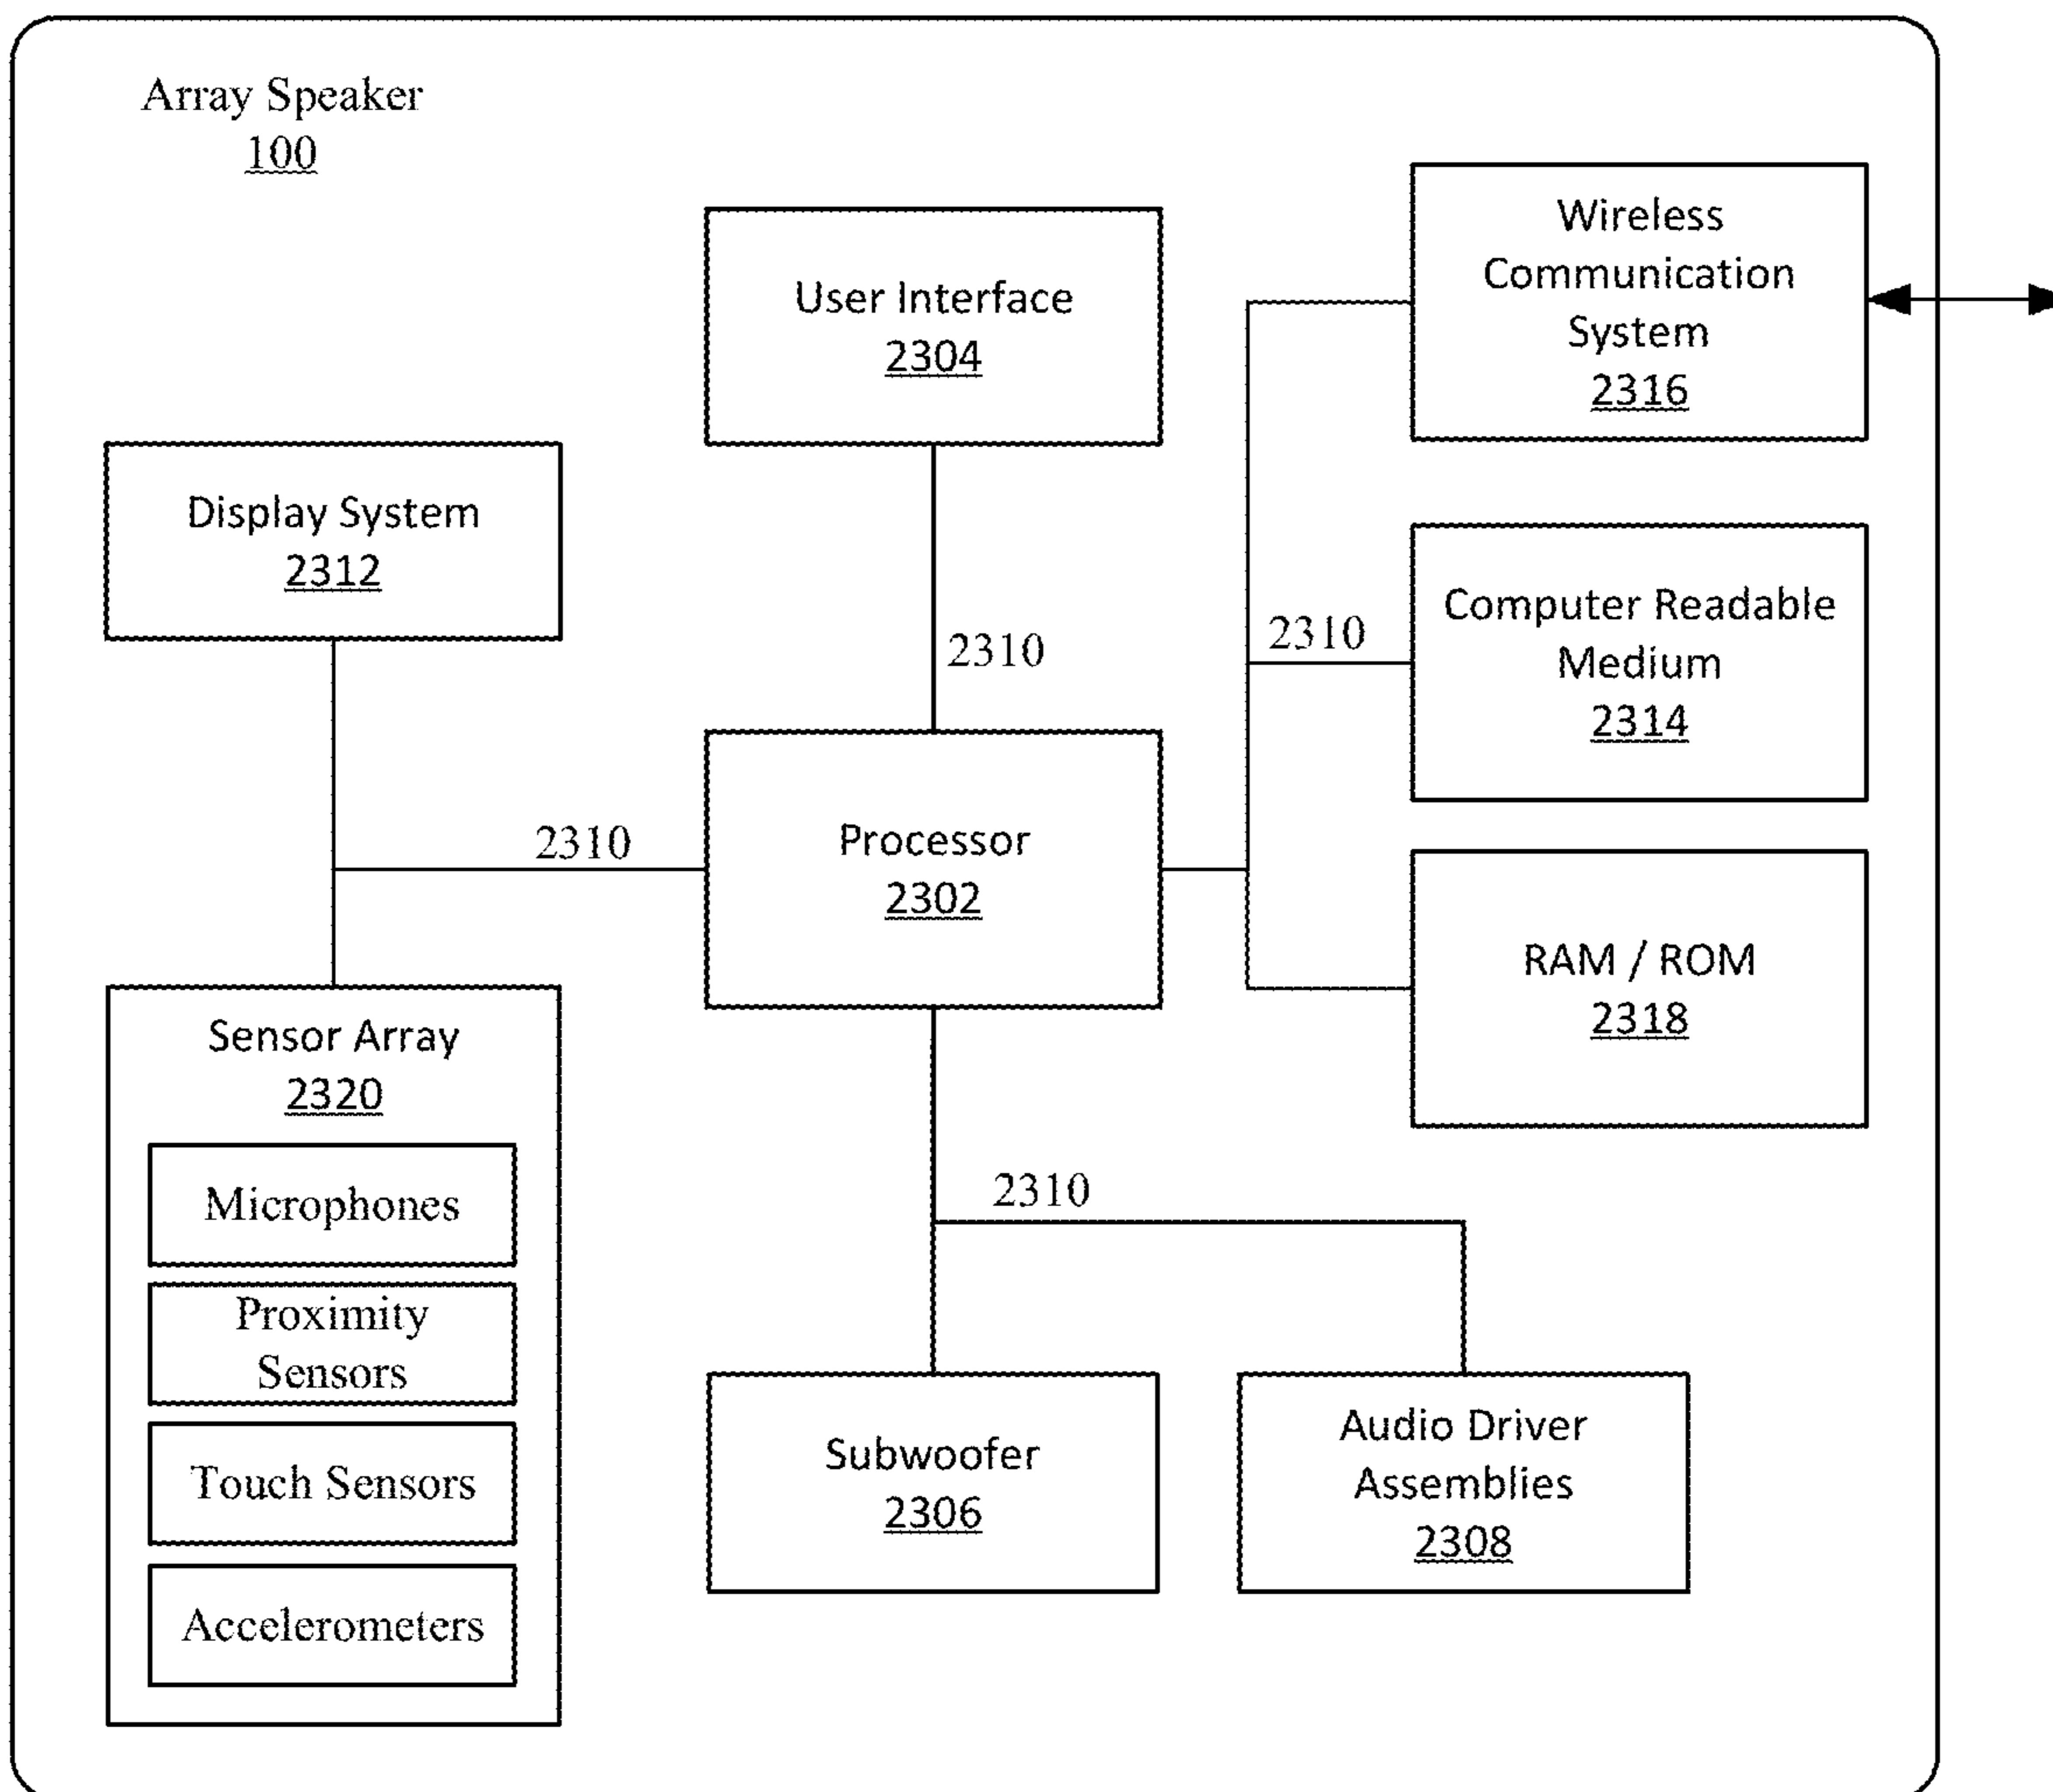 Array Speaker
100
User Interface
2304
Wireless
Communication
System
2316
Display System
2312
Computer Readable
Medium
2314
2310
2310
2310
Processor
2302
RAM / ROM
2318
Sensor Array
2320
Microphones
Proximity
Sensors
Touch Sensors
Accelerometers
2310
Subwoofer
2306
Audio Driver
Assemblies
2308